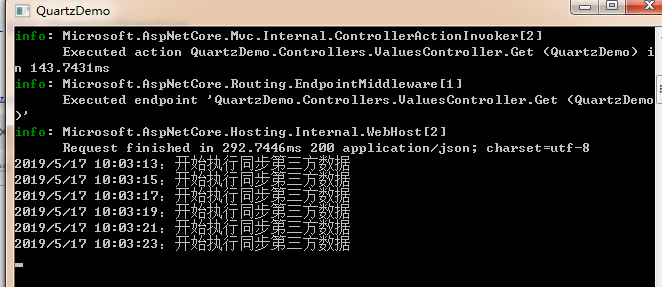 QuartzDemo
info: Microsoft.AspNetCore.Mvc.Internal.ControllerActionInvoker[2]
Executed action QuartzDemo.Controllers.ValuesController.Get (QuartzDemo) i
n 143.7431ms
info: Microsoft.AspNetCore.Routing.EndpointMiddleware[1]
Executed endpoint 'QuartzDemo.Controllers.ValuesController.Get (QuartzDemo
)'
info: Microsoft.AspNetCore.Hosting.Internal.WebHost[2]
Request finished in 292.7446ms 200 application/json; charset=utf-8
2019/5/17 10:03:13：开始执行同步第三方数据
2019/5/17 10:03:15：开始执行同步第三方数据
2019/5/17 10:03:17：开始执行同步第三方数据
2019/5/17 10:03:19：开始执行同步第三方数据
2019/5/17 10:03:21：开始执行同步第三方数据
2019/5/17 10:03:23：开始执行同步第三方数据